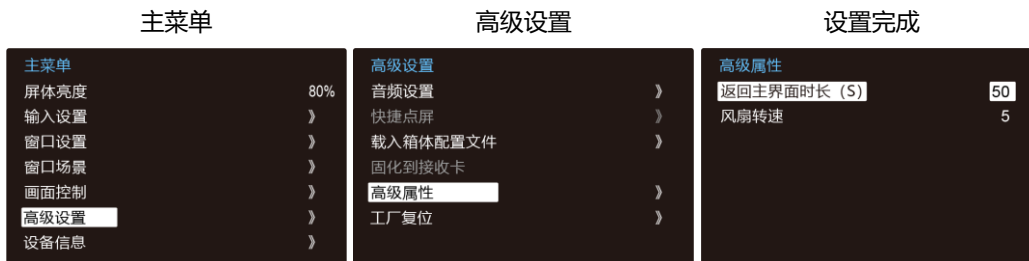 主菜单
主菜单
屏体亮度 80%
输入设置 》
窗口设置 》
窗口场景 》
画面控制 》
高级设置 》
设备信息 》
高级设置
高级设置
音频设置 》
快捷点屏 》
载入箱体配置文件 》
固化到接收卡
高级属性 》
工厂复位 》
设置完成
高级属性
返回主界面时长（S） 50
风扇转速 5